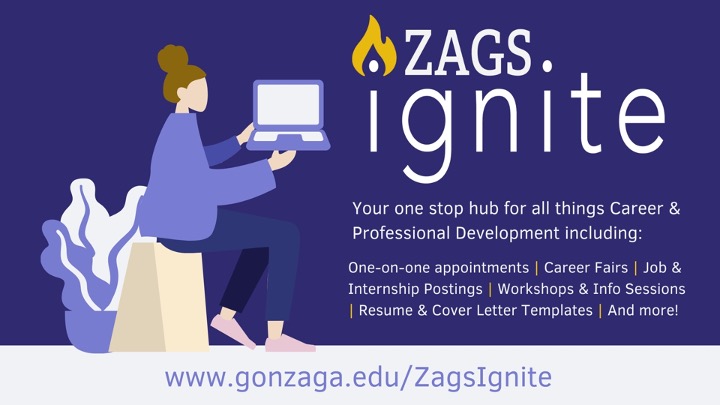 ZAGS
ignite
Your one stop hub for all things Career &
Professional Development including:
One-on-one appointments | Career Fairs | Job &
Internship Postings | Workshops & Info Sessions
| Resume & Cover Letter Templates | And more!
www.gonzaga.edu/ZagsIgnite